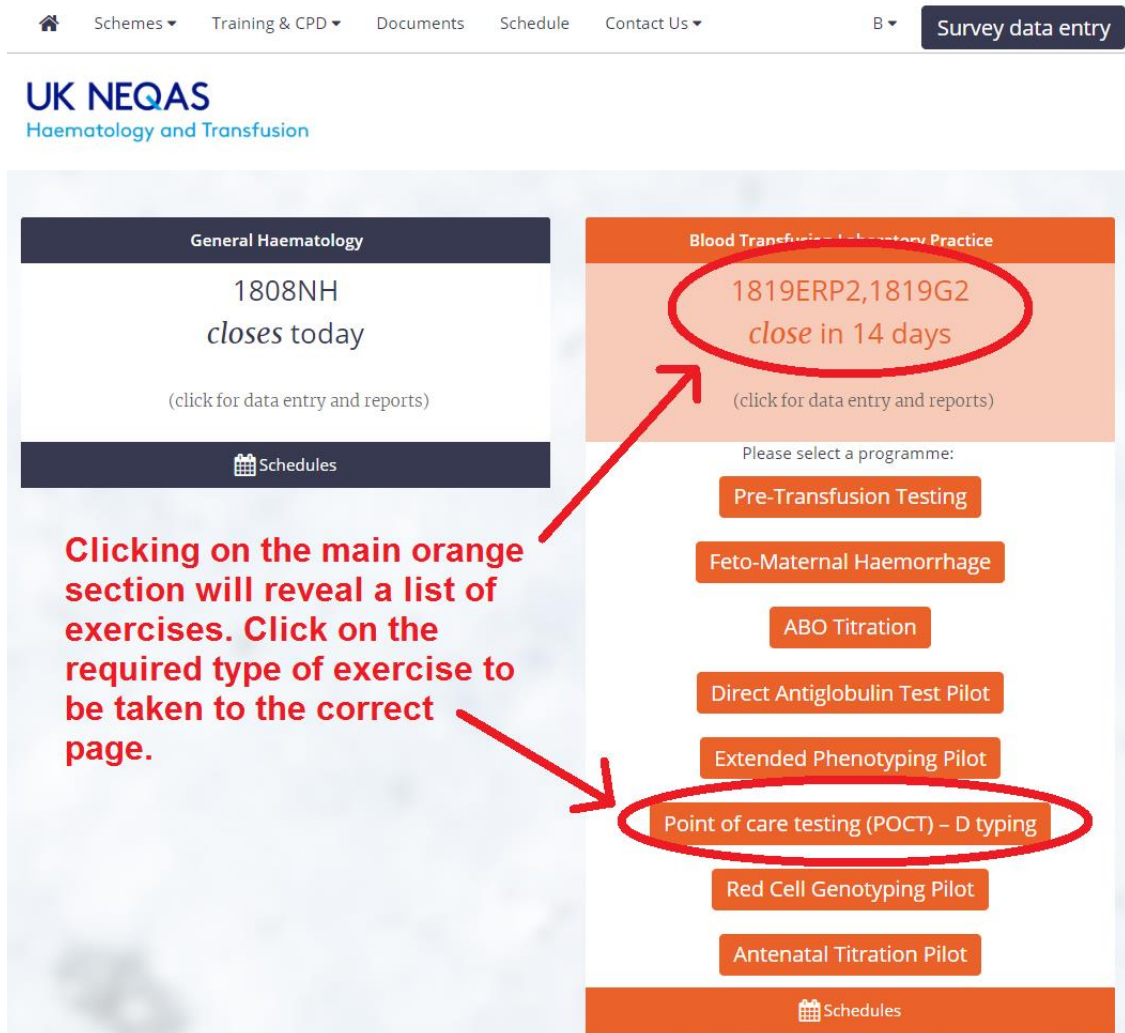 Schemes Training & CPD Documents Schedule Contact Us B Survey data entry
UK NEQAS
Haematology and Transfusion
General Haematology
1808NH
closes today
(click for data entry and reports)
Schedules
Blood Transfusion Laboratory Practice
1819ERP2,1819G2
close in 14 days
(click for data entry and reports)
Please select a programme:
Pre-Transfusion Testing
Feto-Maternal Haemorrhage
ABO Titration
Direct Antiglobulin Test Pilot
Extended Phenotyping Pilot
Point of care testing (POCT) – D typing
Red Cell Genotyping Pilot
Antenatal Titration Pilot
Schedules
Clicking on the main orange
section will reveal a list of
exercises. Click on the
required type of exercise to
be taken to the correct
page.